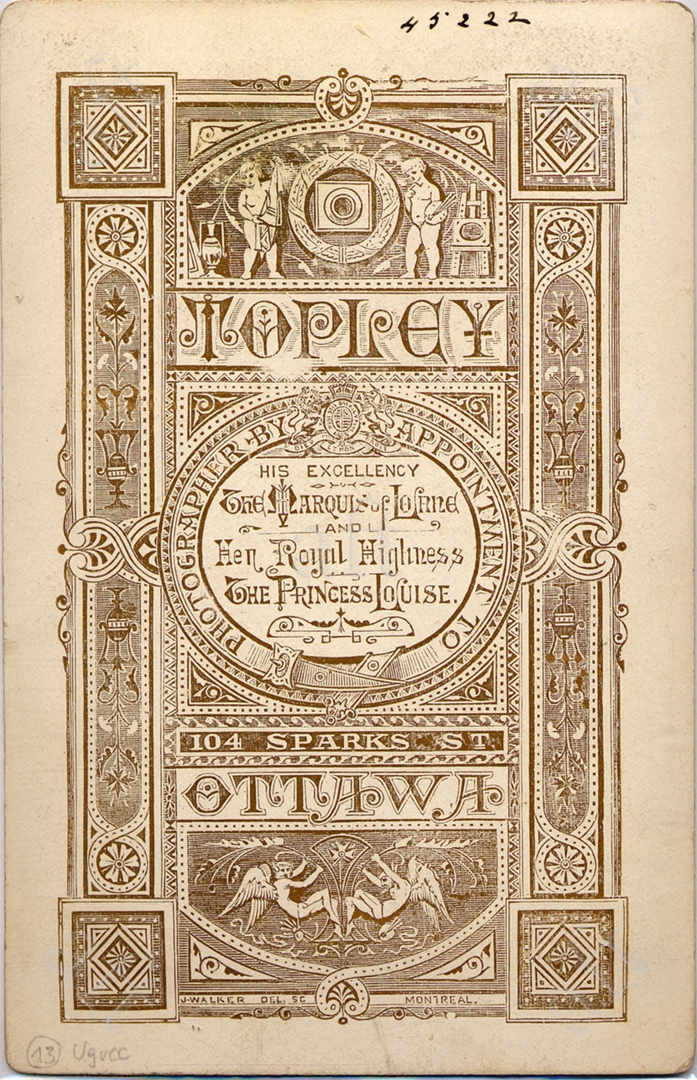 45222
TOPLEY
PHOTOGRAPHER BY APPOINTMENT TO
HIS EXCELLENCY
The Marquis of Lorne
AND
Her Royal Highness
The Princess Louise.
104 SPARKS ST.
OTTAWA
J. WALKER DEL. SC MONTREAL.
13